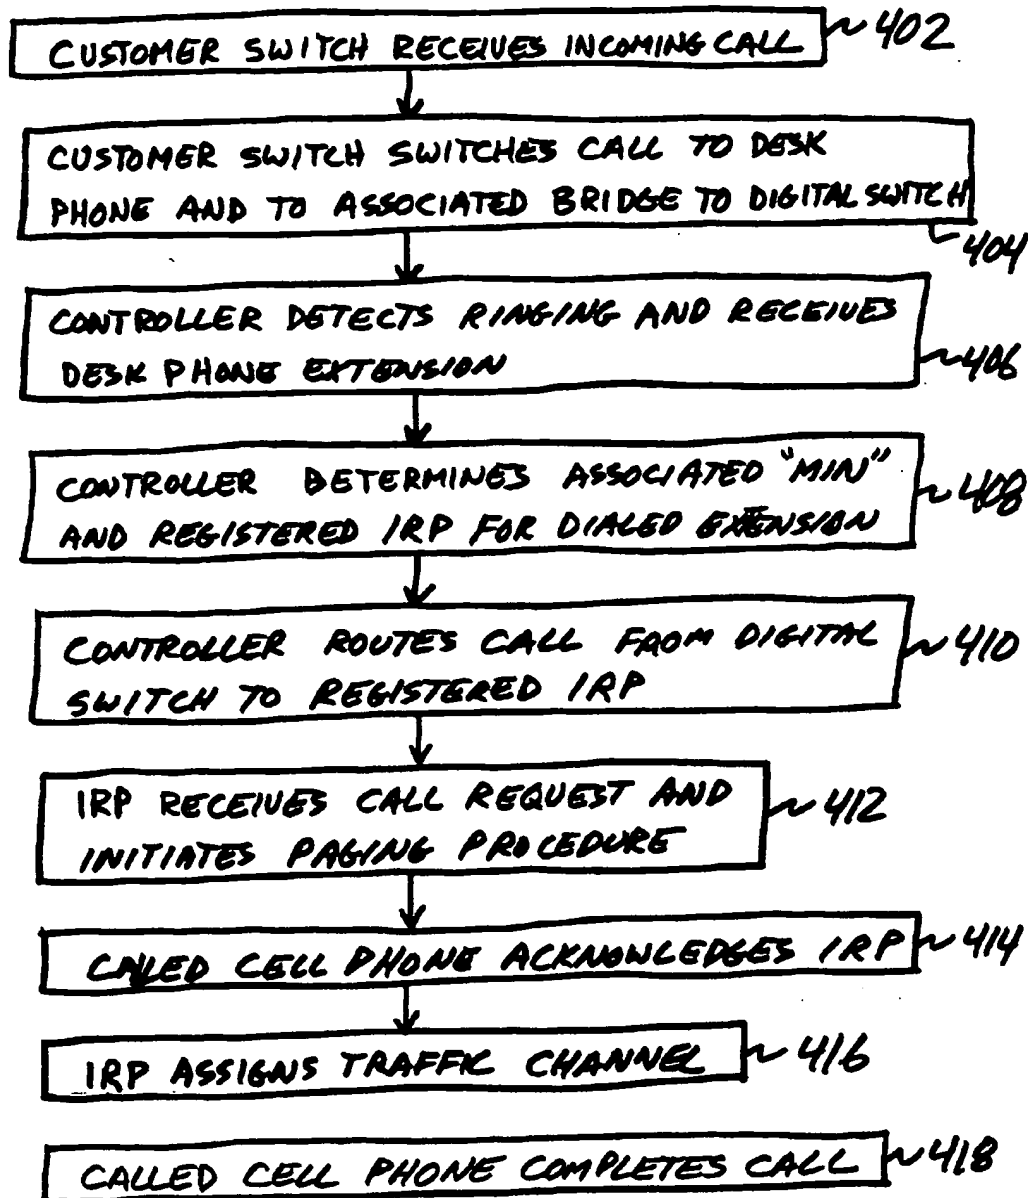 CUSTOMER SWITCH RECEIVES INCOMING CALL 402
CUSTOMER SWITCH SWITCHES CALL TO DESK
PHONE AND TO ASSOCIATED BRIDGE TO DIGITAL SWITCH
404
CONTROLLER DETECTS RINGING AND RECEIVES
DESK PHONE EXTENSION 406
CONTROLLER DETERMINES ASSOCIATED "MIN"
AND REGISTERED IRP FOR DIALED EXTENSION 408
CONTROLLER ROUTES CALL FROM DIGITAL
SWITCH TO REGISTERED IRP 410
IRP RECEIVES CALL REQUEST AND
INITIATES PAGING PROCEDURE 412
CALLED CELL PHONE ACKNOWLEDGES IRP 414
IRP ASSIGNS TRAFFIC CHANNEL 416
CALLED CELL PHONE COMPLETES CALL 418